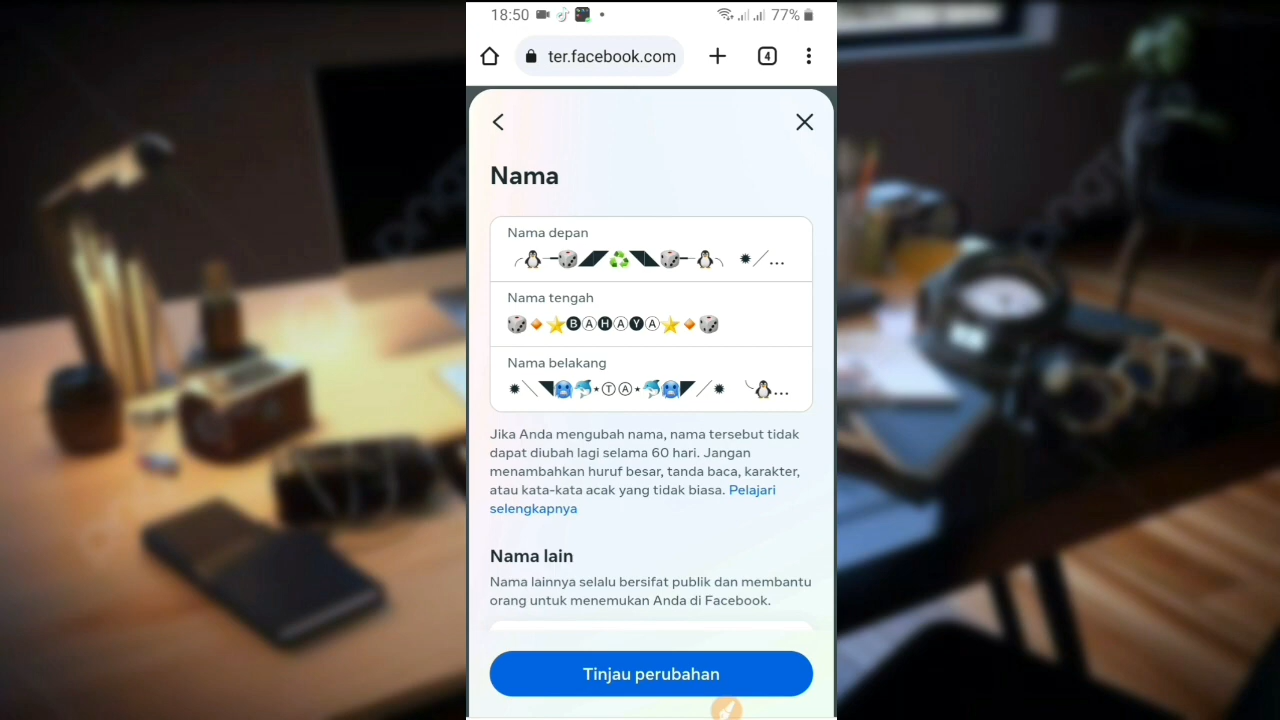 18:50 77%
ter.facebook.com
4
Nama
Nama depan
╭🐧─━🎲◢◤♻️◥◣🎲━─🐧╮ ✹╱...
Nama tengah
🎲🔸⭐🅑Ⓐ🅗Ⓐ🅨Ⓐ⭐🔸🎲
Nama belakang
✹╲◥🥶🐬⋆ⓉⒶ⋆🐬🥶◤╱✹ ╰🐧...
Jika Anda mengubah nama, nama tersebut tidak
dapat diubah lagi selama 60 hari. Jangan
menambahkan huruf besar, tanda baca, karakter,
atau kata-kata acak yang tidak biasa. Pelajari
selengkapnya
Nama lain
Nama lainnya selalu bersifat publik dan membantu
orang untuk menemukan Anda di Facebook.
Tinjau perubahan